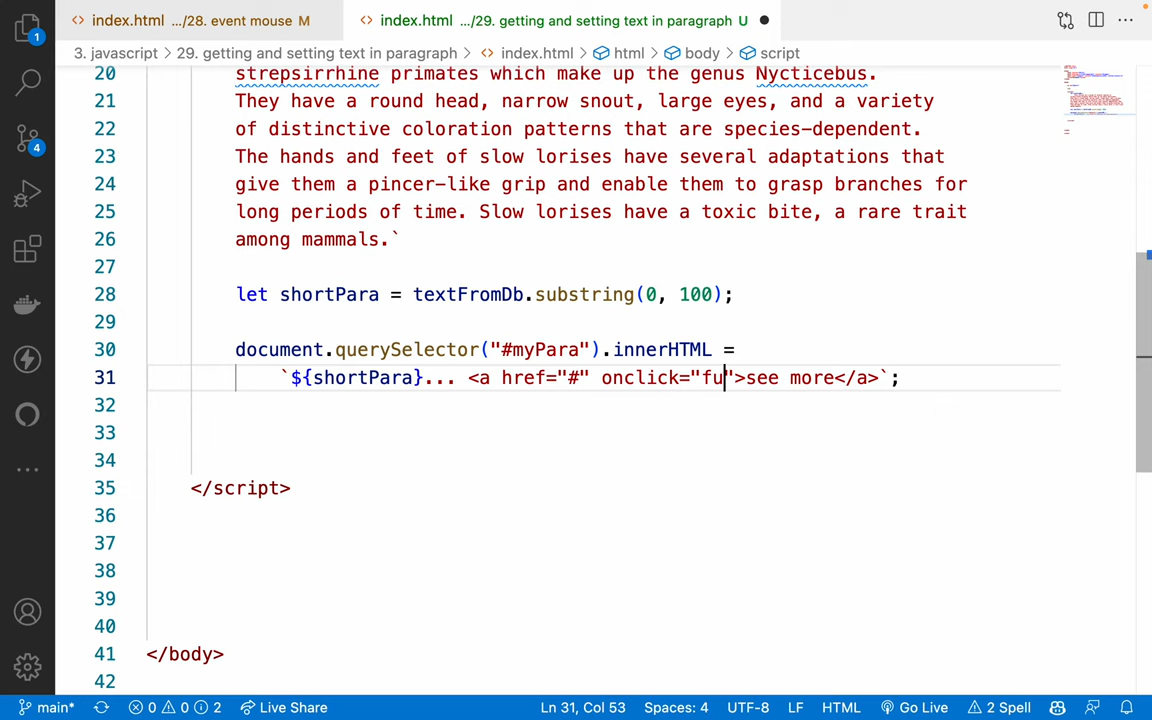 index.html .../28. event mouse M
index.html .../29. getting and setting text in paragraph U
3. javascript > 29. getting and setting text in paragraph > index.html > html > body > script
20 strepsirrhine primates which make up the genus Nycticebus.
21 They have a round head, narrow snout, large eyes, and a variety
22 of distinctive coloration patterns that are species-dependent.
23 The hands and feet of slow lorises have several adaptations that
24 give them a pincer-like grip and enable them to grasp branches for
25 long periods of time. Slow lorises have a toxic bite, a rare trait
26 among mammals.`
27
28 let shortPara = textFromDb.substring(0, 100);
29
30 document.querySelector("#myPara").innerHTML =
31 `${shortPara}... <a href="#" onclick="fu">see more</a>`;
32
33
34
35 </script>
36
37
38
39
40
41 </body>
42
1
4
main* 0 0 2 Live Share Ln 31, Col 53 Spaces: 4 UTF-8 LF HTML Go Live 2 Spell